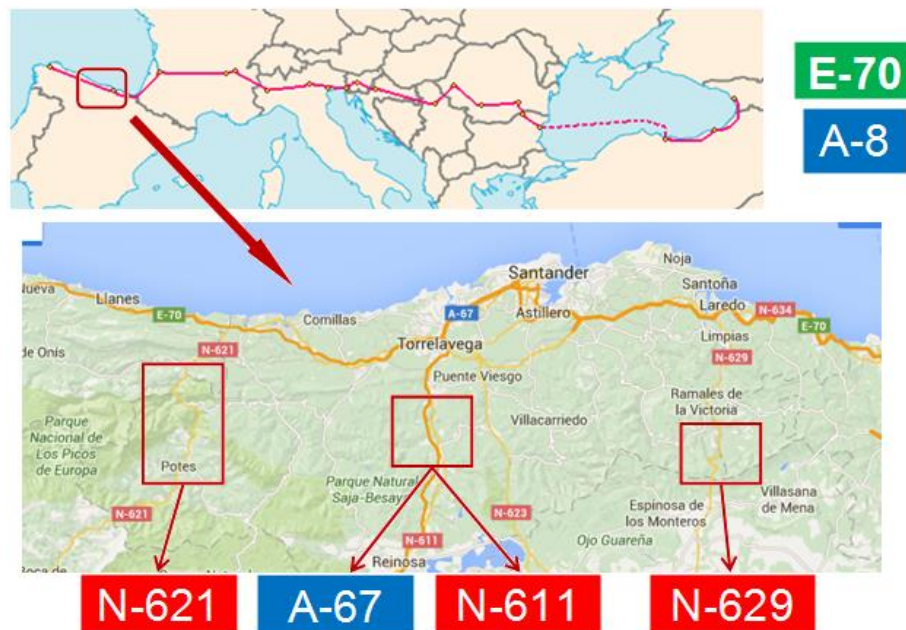 E-70
A-8
Noja
Santander
Santoña
Nueva
Llanes
Laredo
N-634
A-67
Astillero
E-70
Comillas
E-70
Limpias
Torrelavega
de Onís
N-621
N-629
Puente Viesgo
Ramales de
la Victoria
Villacarriedo
Parque
Nacional de
Los Picos
de Europa
Potes
Parque Natural
Saja-Besaya
Villasana
de Mena
N-621
N-623
Espinosa de
los Monteros
N-611
Ojo Guareña
Reinosa
N-621
A-67
N-611
N-629